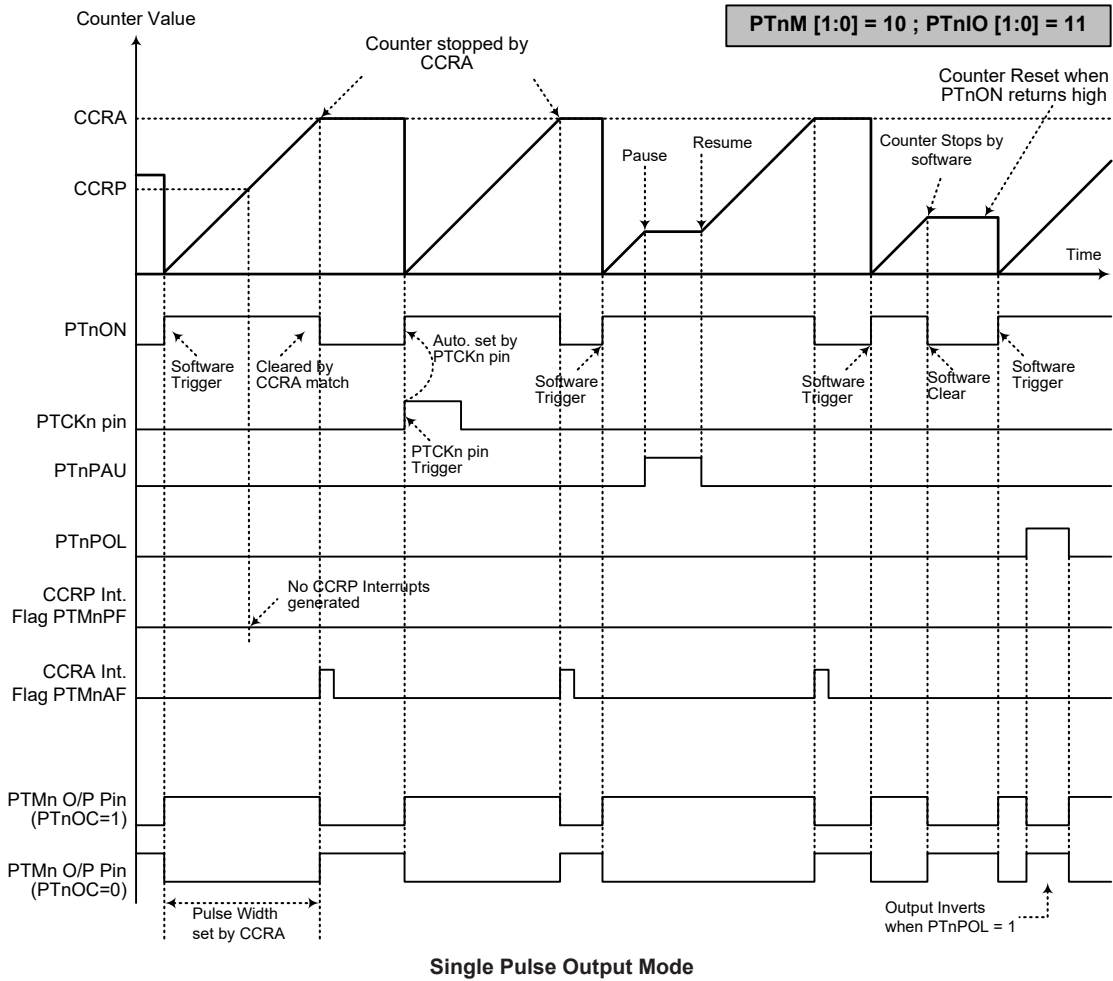 Counter Value
PTnM [1:0] = 10 ; PTnIO [1:0] = 11
Counter stopped by
CCRA
Counter Reset when
PTnON returns high
CCRA
Pause
Resume
Counter Stops by
software
CCRP
Time
PTnON
Software
Trigger
Cleared by
CCRA match
Auto. set by
PTCKn pin
Software
Trigger
Software
Trigger
Software
Clear
Software
Trigger
PTCKn pin
PTCKn pin
Trigger
PTnPAU
PTnPOL
CCRP Int.
Flag PTMnPF
No CCRP Interrupts
generated
CCRA Int.
Flag PTMnAF
PTMn O/P Pin
(PTnOC=1)
PTMn O/P Pin
(PTnOC=0)
Pulse Width
set by CCRA
Output Inverts
when PTnPOL = 1
Single Pulse Output Mode